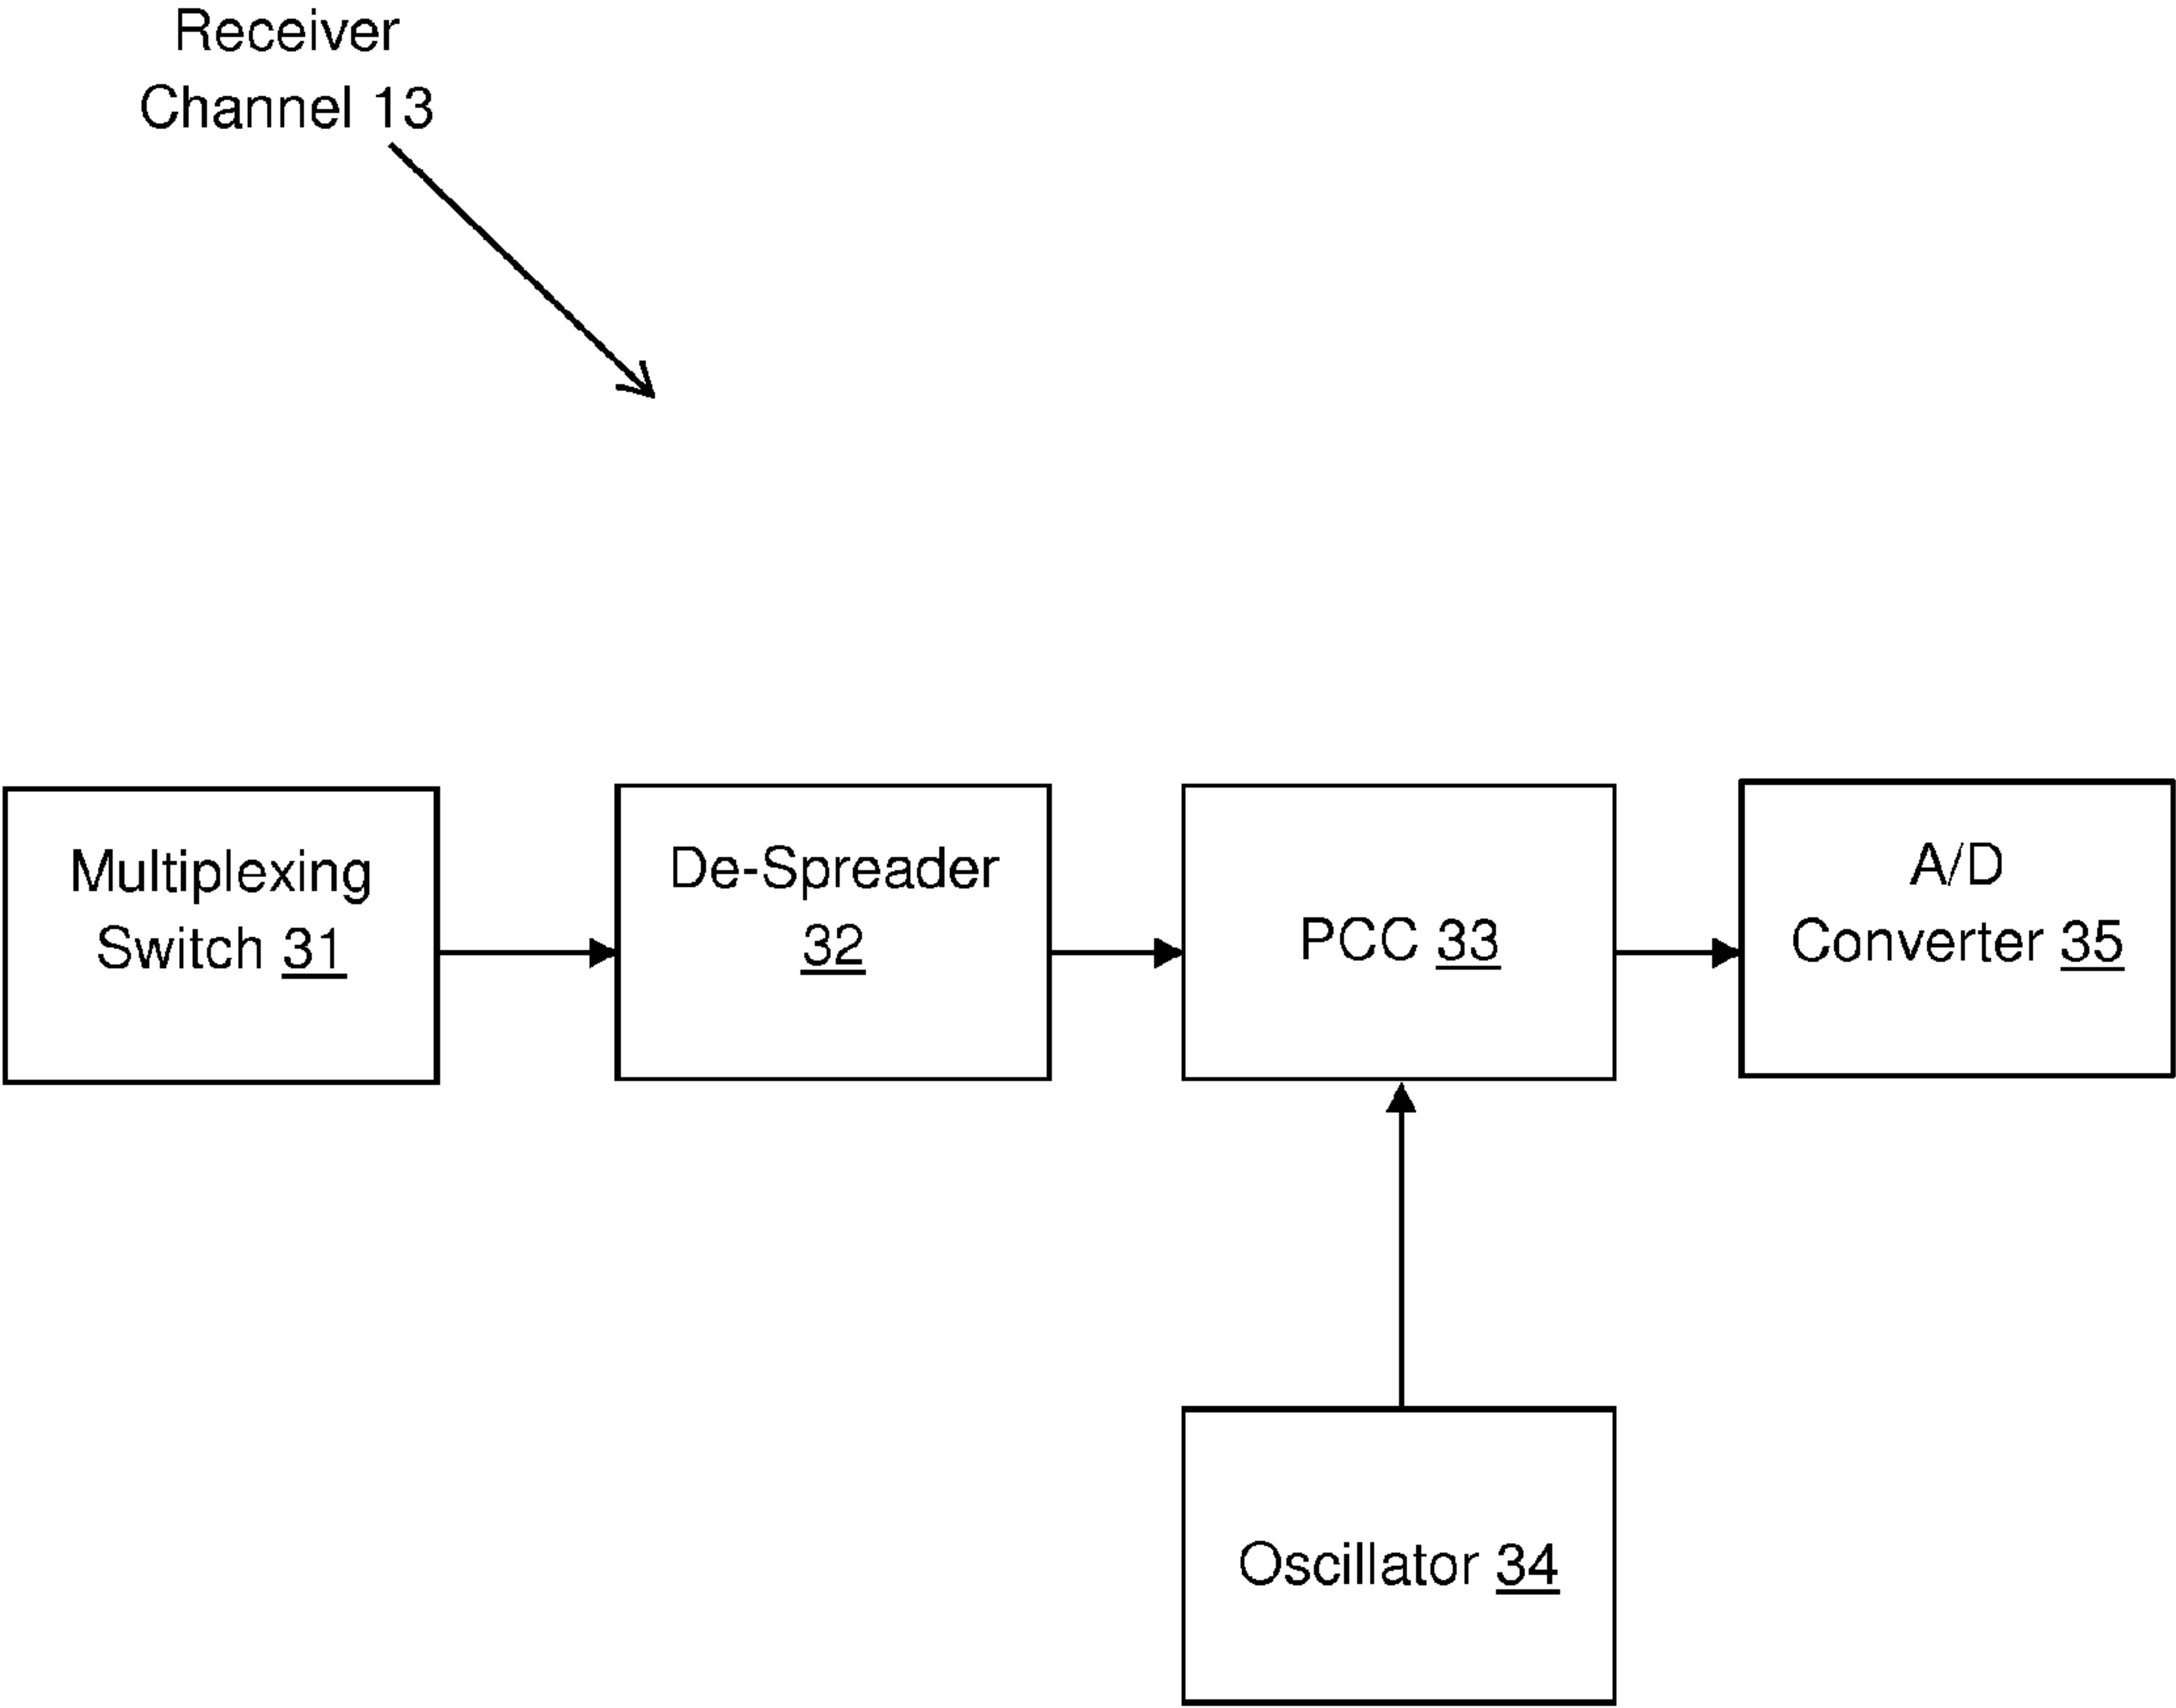 Receiver
Channel 13
Multiplexing
Switch 31
De-Spreader
32
PCC 33
A/D
Converter 35
Oscillator 34